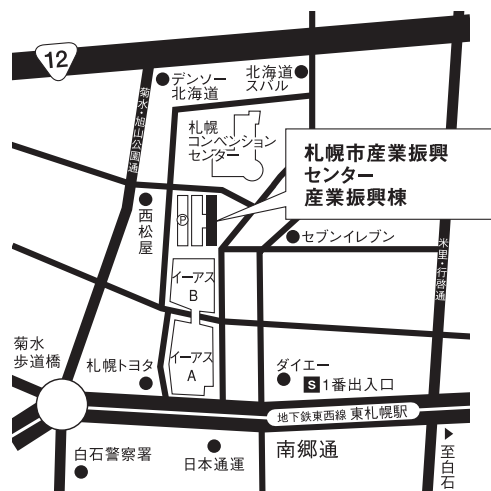 12
デンソー
北海道
北海道
スバル
菊水・旭山公園通
札幌
コンベンション
センター
札幌市産業振興
センター
産業振興棟
P
西松屋
セブンイレブン
米里・行啓通
イーアス
B
菊水
歩道橋
札幌トヨタ
イーアス
A
ダイエー
S 1番出入口
地下鉄東西線 東札幌駅
白石警察署
日本通運
南郷通
至白石